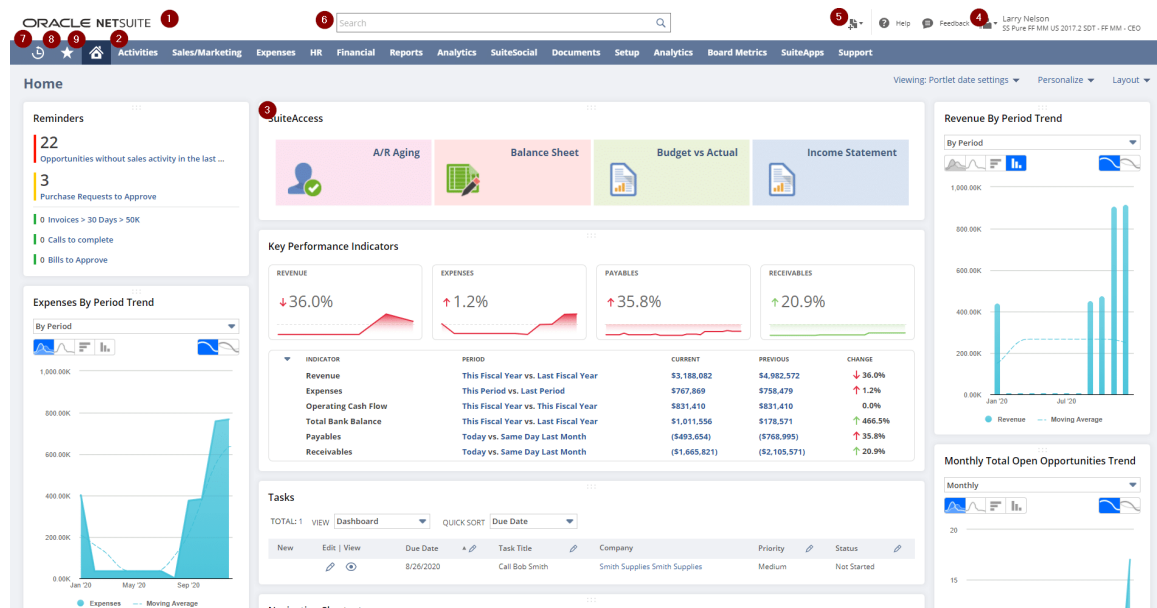 ORACLE NETSUITE 1
6 Search
5 Help Feedback 4 Larry Nelson
SS Pure FF MM US 2017.2 SDT - FF MM - CEO
7 8 9 2
Activities Sales/Marketing Expenses HR Financial Reports Analytics SuiteSocial Documents Setup Analytics Board Metrics SuiteApps Support
Home
Viewing: Portlet date settings Personalize Layout
Reminders
22
Opportunities without sales activity in the last ...
3
Purchase Requests to Approve
0 Invoices > 30 Days > 50K
0 Calls to complete
0 Bills to Approve
Expenses By Period Trend
By Period
1,000.00K
800.00K
600.00K
400.00K
200.00K
0.00K
Jan '20 May '20 Sep '20
Expenses Moving Average
3
SuiteAccess
A/R Aging Balance Sheet Budget vs Actual Income Statement
Key Performance Indicators
REVENUE EXPENSES PAYABLES RECEIVABLES
↓36.0% ↑1.2% ↑35.8% ↑20.9%
INDICATOR PERIOD CURRENT PREVIOUS CHANGE
Revenue This Fiscal Year vs. Last Fiscal Year $3,188,082 $4,982,572 ↓ 36.0%
Expenses This Period vs. Last Period $767,869 $758,479 ↑ 1.2%
Operating Cash Flow This Fiscal Year vs. This Fiscal Year $831,410 $831,410 0.0%
Total Bank Balance This Fiscal Year vs. Last Fiscal Year $1,011,556 $178,571 ↑ 466.5%
Payables Today vs. Same Day Last Month ($493,654) ($768,995) ↑ 35.8%
Receivables Today vs. Same Day Last Month ($1,665,821) ($2,105,571) ↑ 20.9%
Tasks
TOTAL: 1 VIEW Dashboard QUICK SORT Due Date
New Edit | View Due Date Task Title Company Priority Status
8/26/2020 Call Bob Smith Smith Supplies Smith Supplies Medium Not Started
Revenue By Period Trend
By Period
1,000.00K
800.00K
600.00K
400.00K
200.00K
0.00K
Jan '20 Jul '20
Revenue Moving Average
Monthly Total Open Opportunities Trend
Monthly
20
15